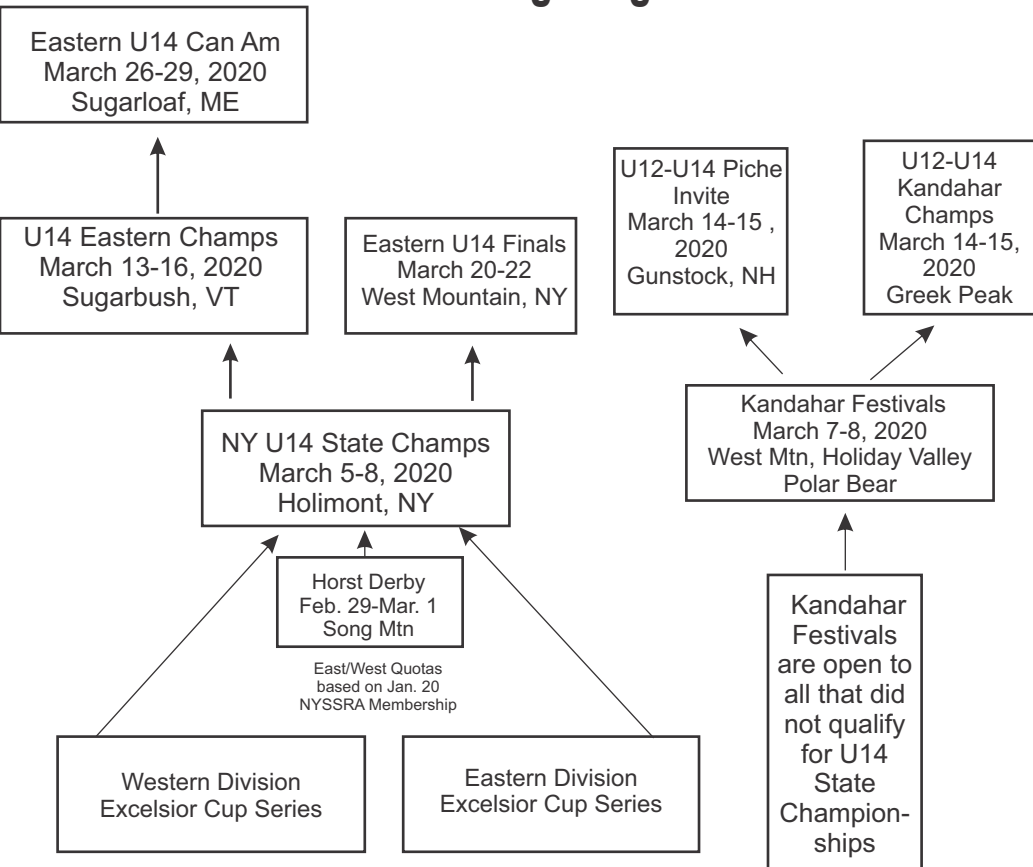 Eastern U14 Can Am
March 26-29, 2020
Sugarloaf, ME
U14 Eastern Champs
March 13-16, 2020
Sugarbush, VT
Eastern U14 Finals
March 20-22
West Mountain, NY
U12-U14 Piche
Invite
March 14-15 ,
2020
Gunstock, NH
U12-U14
Kandahar
Champs
March 14-15,
2020
Greek Peak
NY U14 State Champs
March 5-8, 2020
Holimont, NY
Kandahar Festivals
March 7-8, 2020
West Mtn, Holiday Valley
Polar Bear
Horst Derby
Feb. 29-Mar. 1
Song Mtn
East/West Quotas
based on Jan. 20
NYSSRA Membership
Western Division
Excelsior Cup Series
Eastern Division
Excelsior Cup Series
Kandahar
Festivals
are open to
all that did
not qualify
for U14
State
Champion-
ships